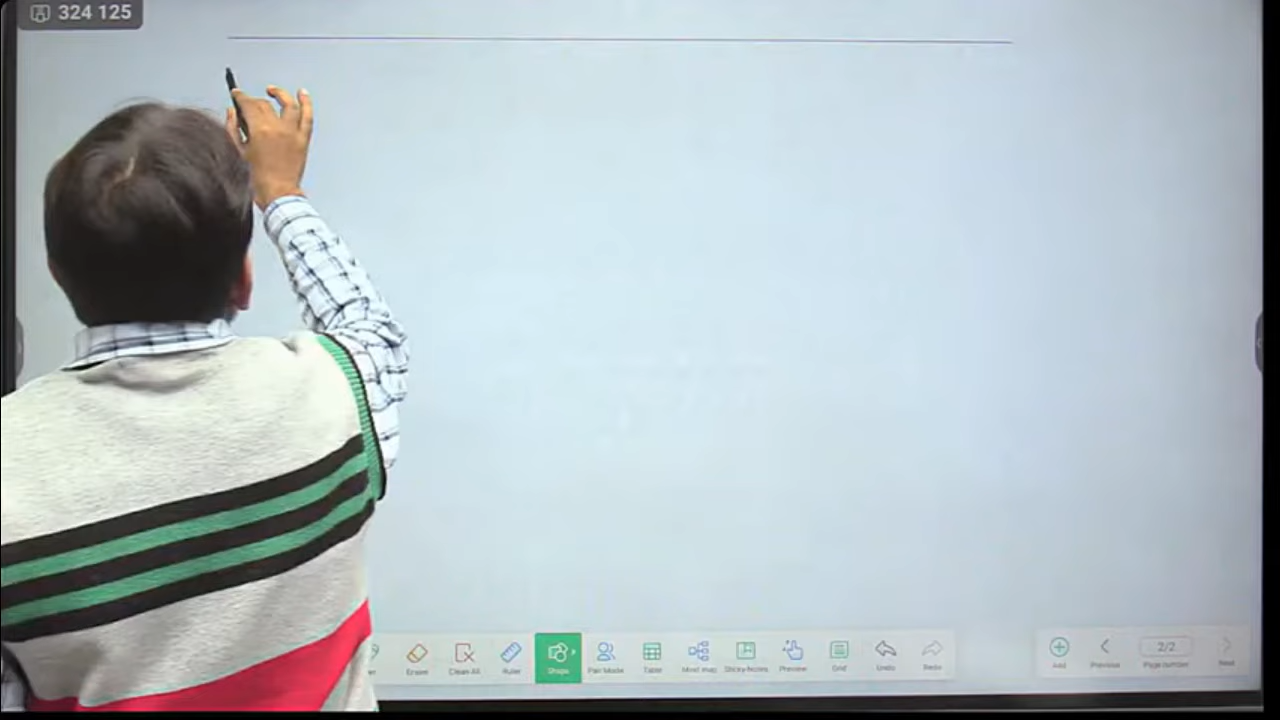 324 125
Eraser Clean All Ruler Shape Pen Mode Table Mind map Sticky Notes Preview Grid Undo Redo
Add Previous 2/2 Page number Next